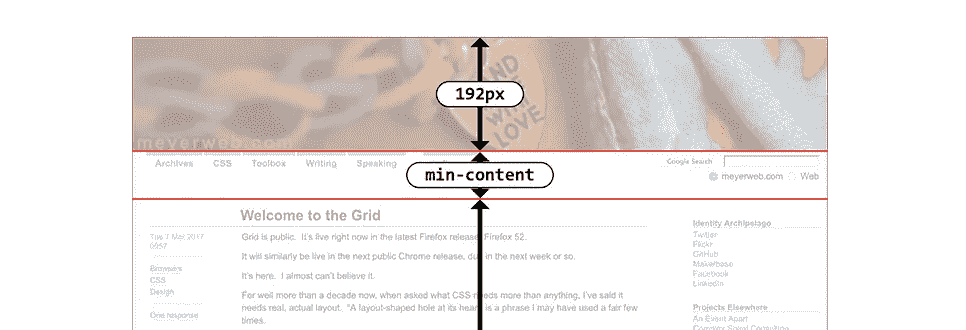 AND
WITH
LOVE
192px
meyerweb.com
Archives CSS Toolbox Writing Speaking
Google Search
min-content
meyerweb.com Web
Welcome to the Grid
Tue 7 Mar 2017
0957
Grid is public. It's live right now in the latest Firefox release, Firefox 52.
It will similarly be live in the next public Chrome release, due in the next week or so.
Browsers
CSS
Design
It's here. I almost can't believe it.
One response
For well more than a decade now, when asked what CSS needs more than anything, I've said it
needs real, actual layout. "A layout-shaped hole at its heart" is a phrase I may have used a few
times.
Identity Archipelago
Twitter
Flickr
GitHub
Makerbase
Facebook
LinkedIn
Projects Elsewhere
An Event Apart
Complex Spiral Consulting